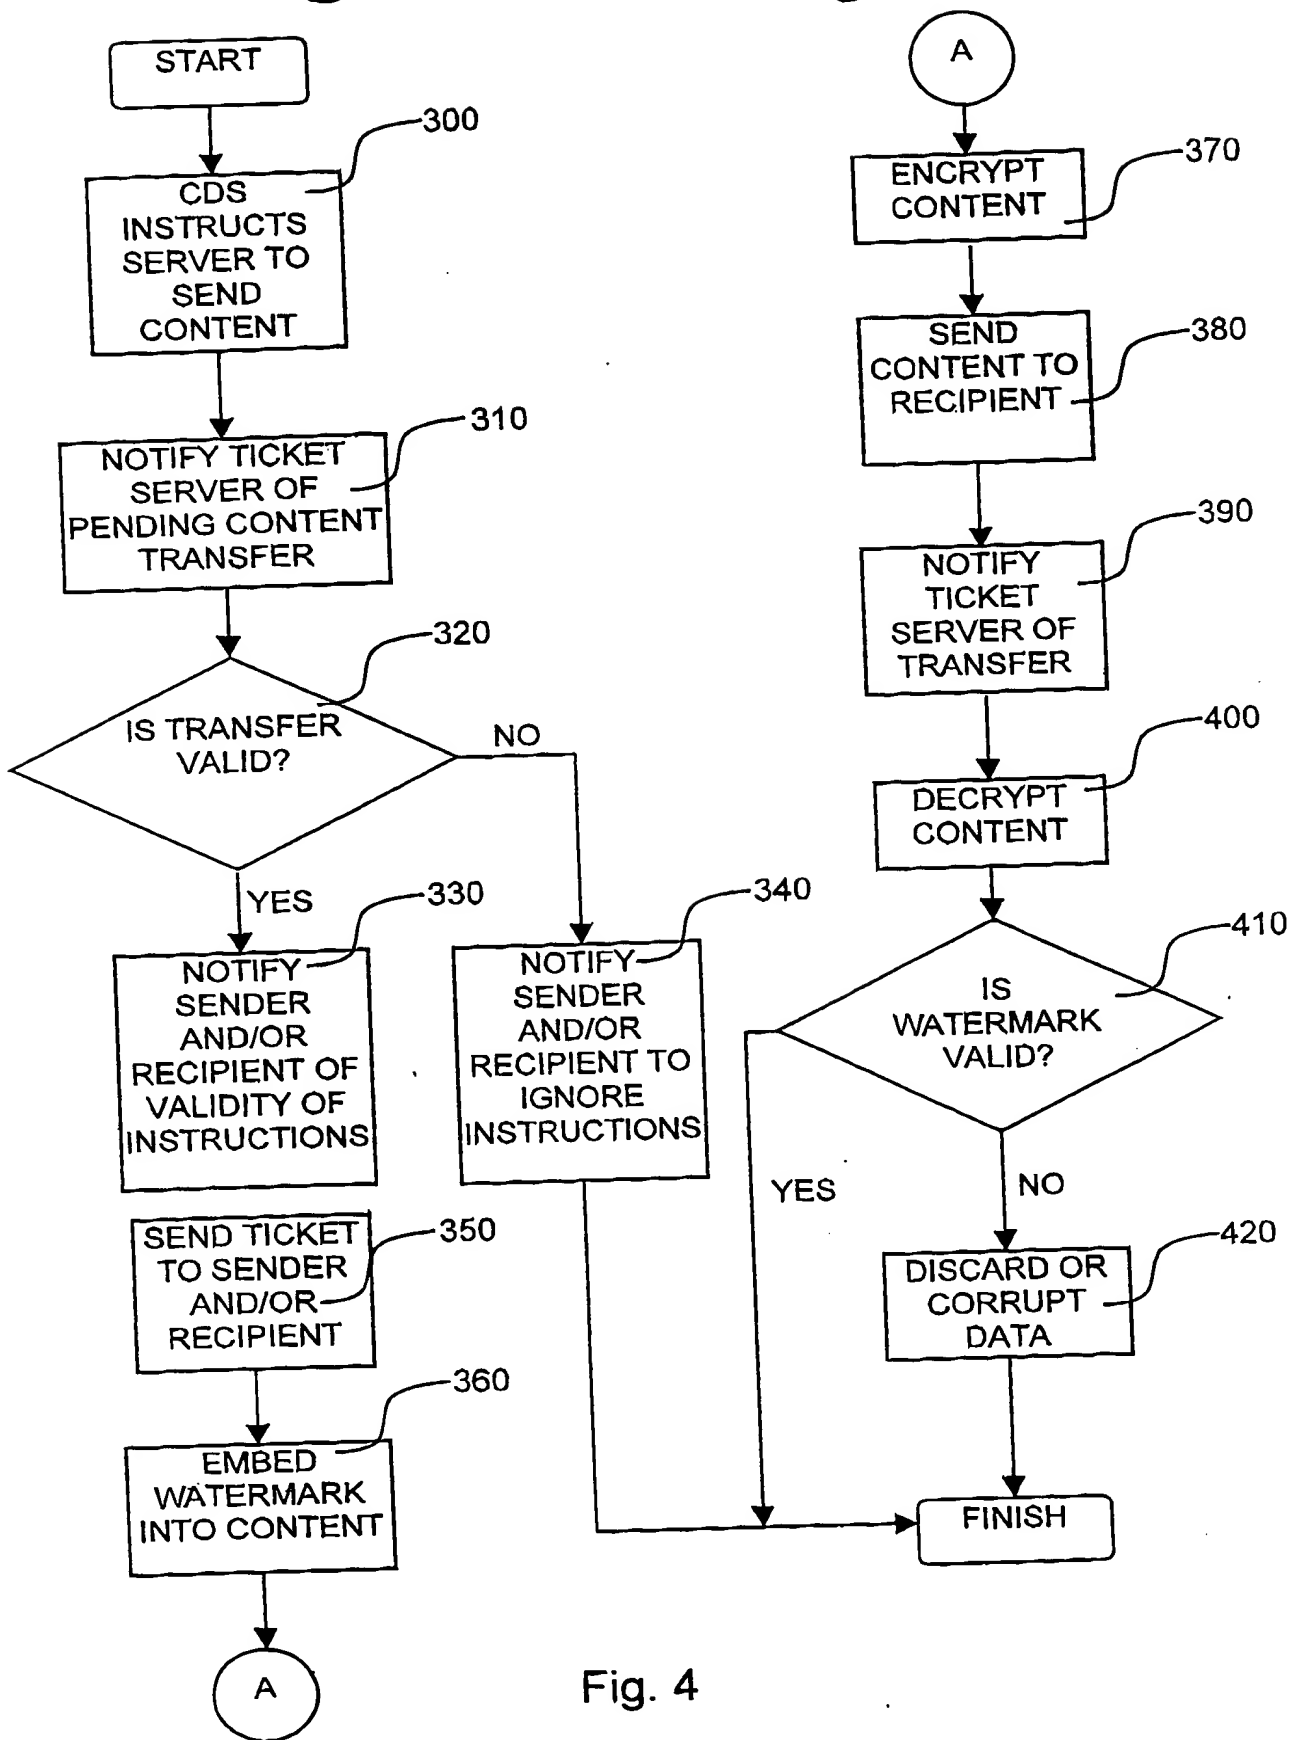 START
300
CDS
INSTRUCTS
SERVER TO
SEND
CONTENT
310
NOTIFY TICKET
SERVER OF
PENDING CONTENT
TRANSFER
320
IS TRANSFER
VALID?
NO
YES
330
NOTIFY
SENDER
AND/OR
RECIPIENT OF
VALIDITY OF
INSTRUCTIONS
340
NOTIFY
SENDER
AND/OR
RECIPIENT TO
IGNORE
INSTRUCTIONS
350
SEND TICKET
TO SENDER
AND/OR
RECIPIENT
360
EMBED
WATERMARK
INTO CONTENT
A
A
370
ENCRYPT
CONTENT
380
SEND
CONTENT TO
RECIPIENT
390
NOTIFY
TICKET
SERVER OF
TRANSFER
400
DECRYPT
CONTENT
410
IS
WATERMARK
VALID?
YES
NO
420
DISCARD OR
CORRUPT
DATA
FINISH
Fig. 4